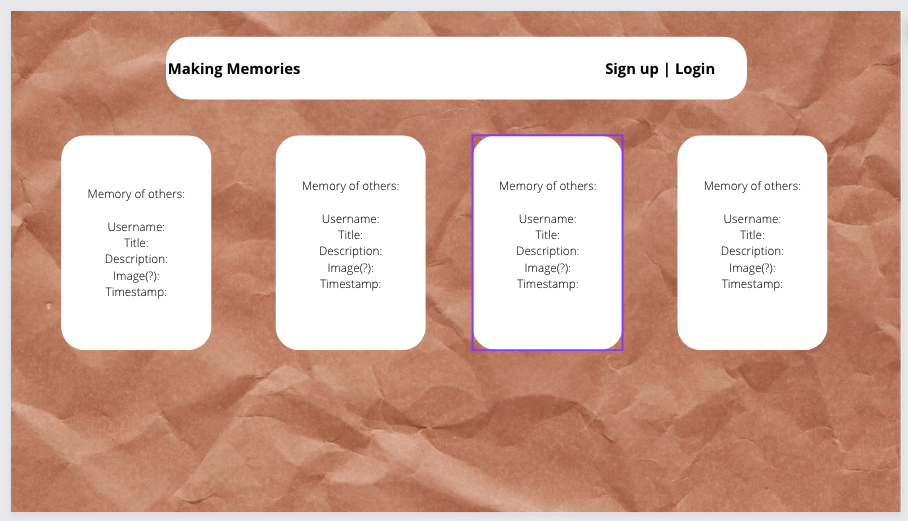 Making Memories
Sign up | Login
Memory of others:
Username:
Title:
Description:
Image(?):
Timestamp:
Memory of others:
Username:
Title:
Description:
Image(?):
Timestamp:
Memory of others:
Username:
Title:
Description:
Image(?):
Timestamp:
Memory of others:
Username:
Title:
Description:
Image(?):
Timestamp: